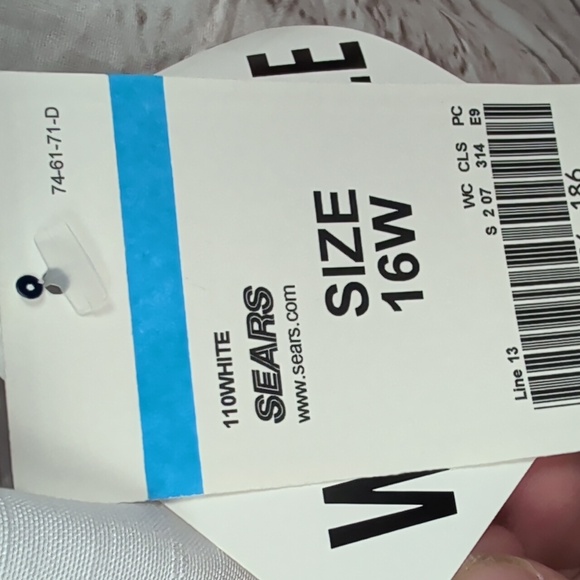 74-61-71-D
110WHITE
SEARS
www.sears.com
SIZE
16W
WC CLS PC
S 2 07 314 E9
Line 13
186
W
E